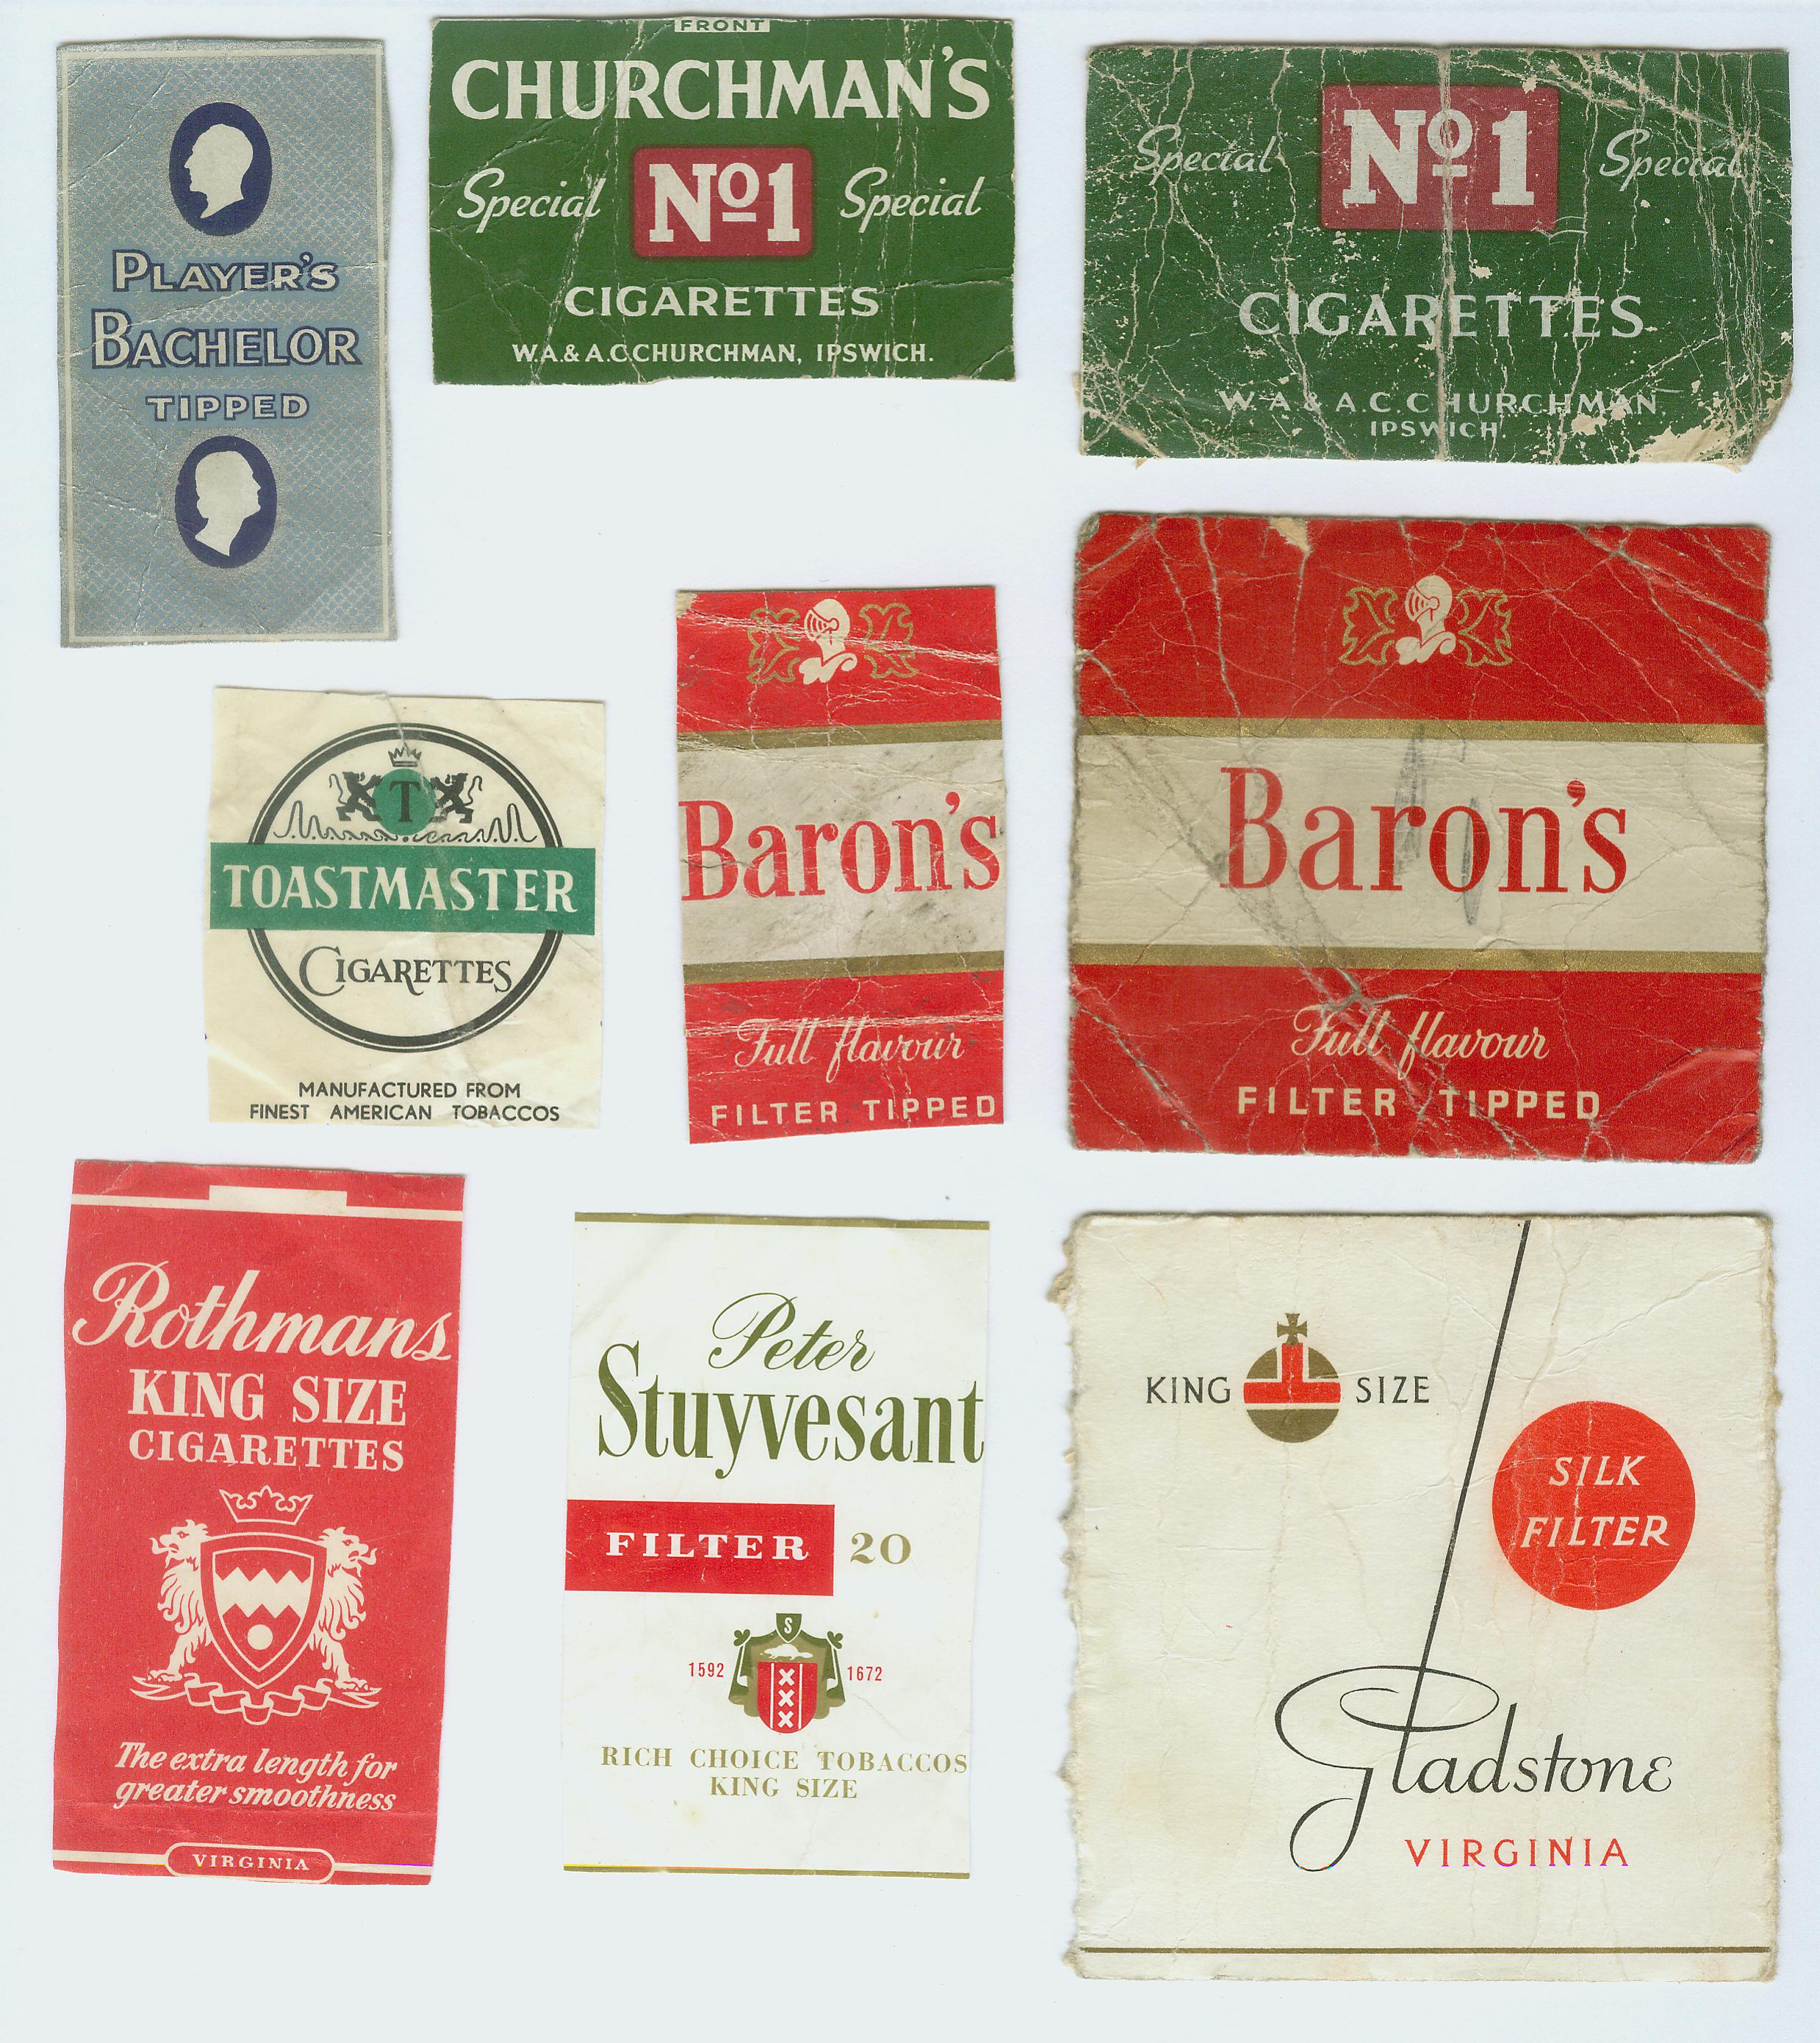 PLAYER'S
BACHELOR
TIPPED
FRONT
CHURCHMAN'S
Special No1 Special
CIGARETTES
W.A. & A.C. CHURCHMAN, IPSWICH.
Special No1 Special
CIGARETTES
W. A & A. C. CHURCHMAN.
IPSWICH.
T
TOASTMASTER
CIGARETTES
MANUFACTURED FROM
FINEST AMERICAN TOBACCOS
Baron's
Full flavour
FILTER TIPPED
Baron's
Full flavour
FILTER TIPPED
Rothmans
KING SIZE
CIGARETTES
The extra length for
greater smoothness
VIRGINIA
Peter
Stuyvesant
FILTER 20
S
1592 1672
RICH CHOICE TOBACCOS
KING SIZE
KING SIZE
SILK
FILTER
Gladstone
VIRGINIA